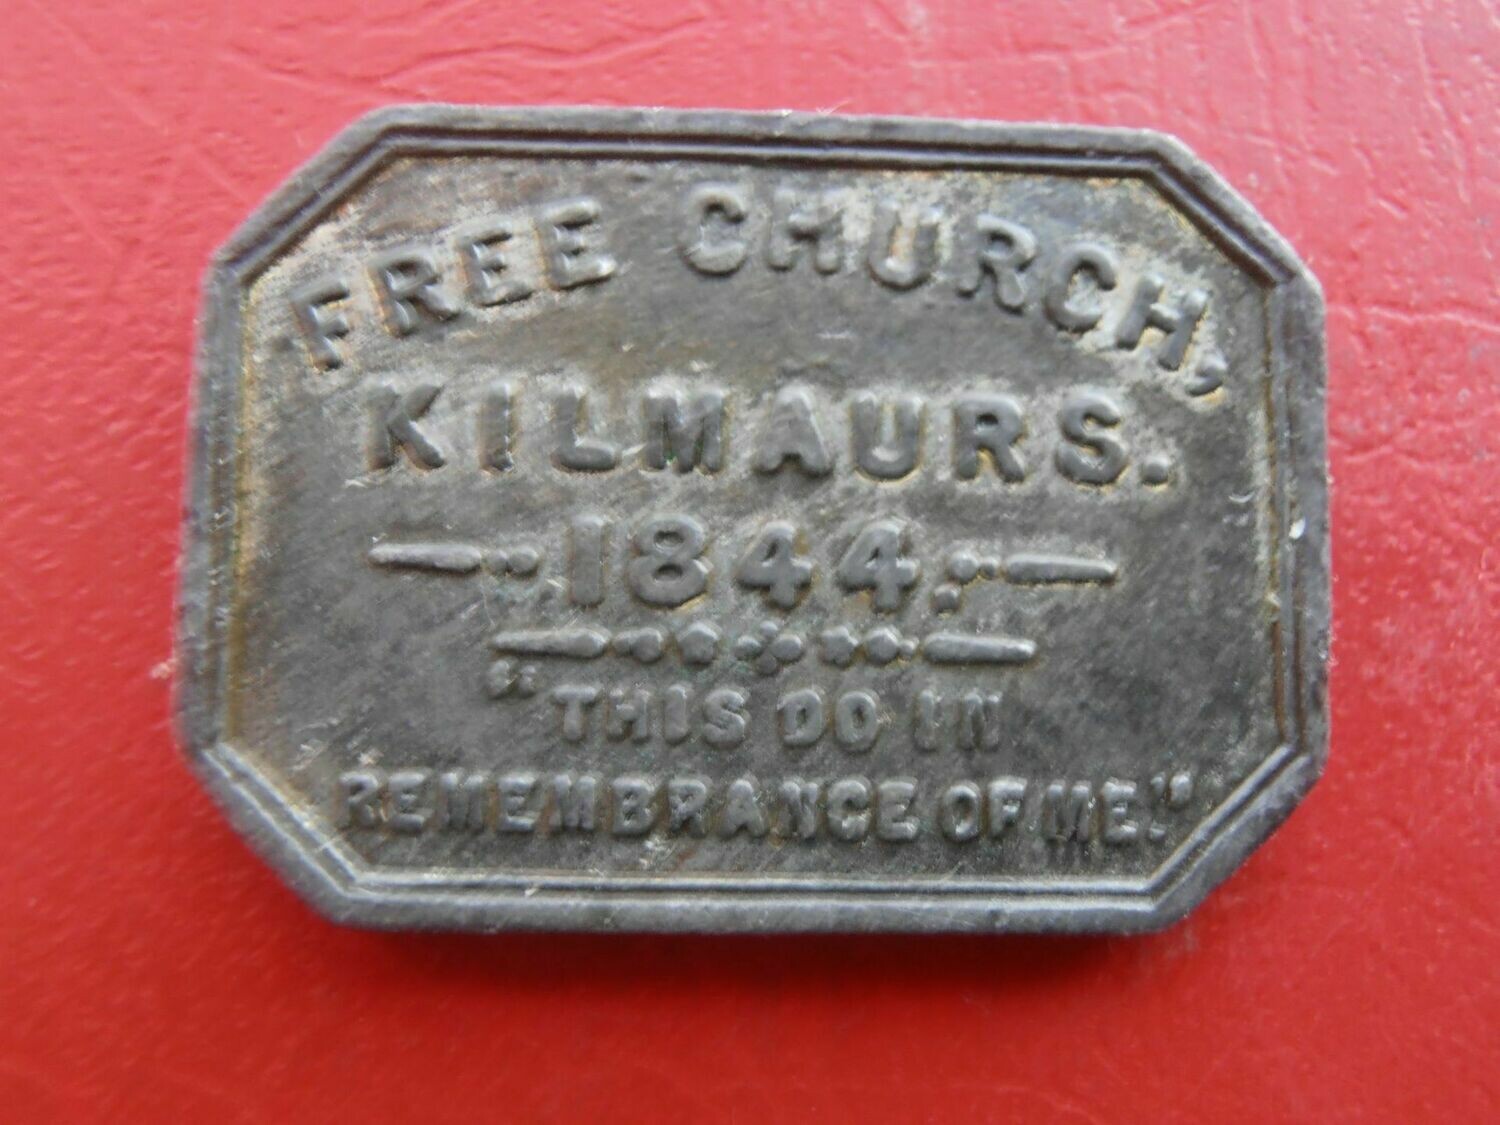 FREE CHURCH,
KILMAURS.
1844.
"THIS DO IN
REMEMBRANCE OF ME."